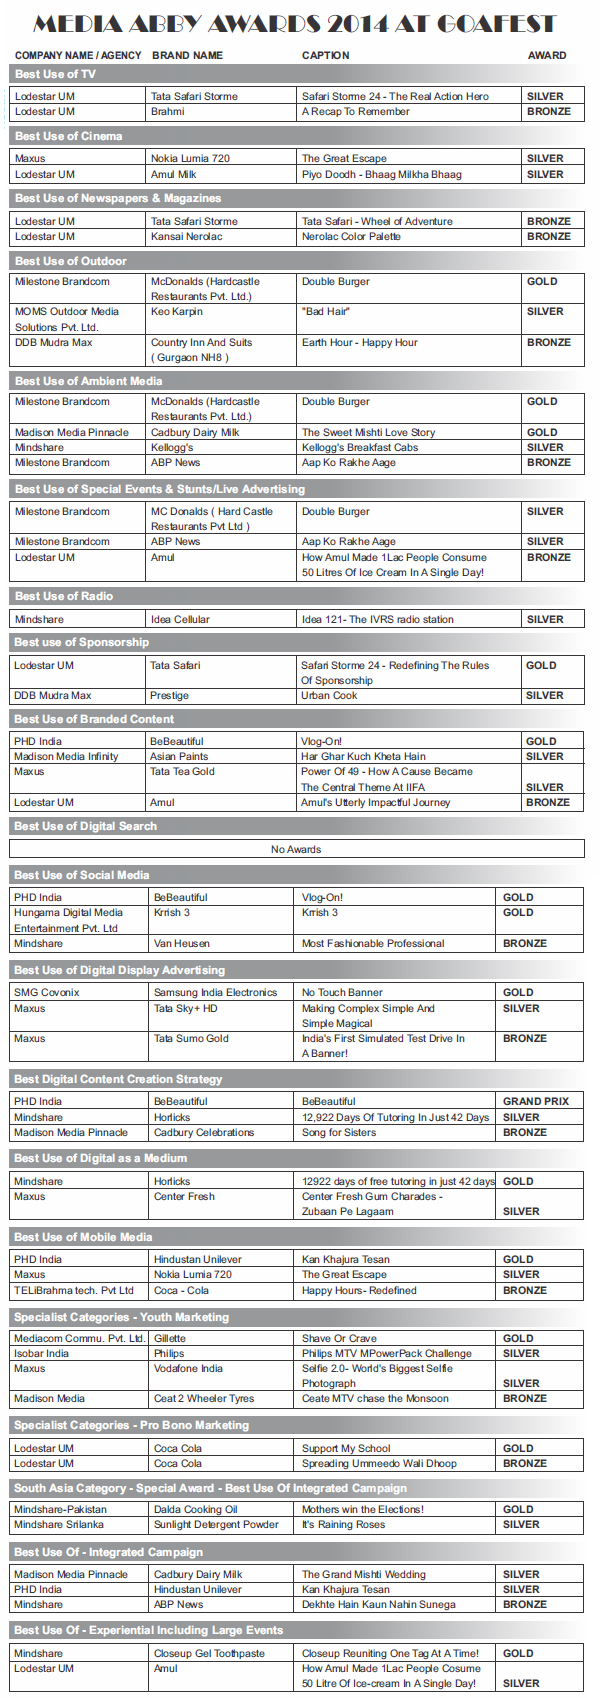 MEDIA ABBY AWARDS 2014 AT GOAFEST
COMPANY NAME / AGENCY BRAND NAME CAPTION AWARD
Best Use of TV
Lodestar UM Tata Safari Storme Safari Storme 24 - The Real Action Hero SILVER
Lodestar UM Brahmi A Recap To Remember BRONZE
Best Use of Cinema
Maxus Nokia Lumia 720 The Great Escape SILVER
Lodestar UM Amul Milk Piyo Doodh - Bhaag Milkha Bhaag SILVER
Best Use of Newspapers & Magazines
Lodestar UM Tata Safari Storme Tata Safari - Wheel of Adventure BRONZE
Lodestar UM Kansai Nerolac Nerolac Color Palette BRONZE
Best Use of Outdoor
Milestone Brandcom McDonalds (Hardcastle Double Burger GOLD
Restaurants Pvt. Ltd.)
MOMS Outdoor Media Keo Karpin "Bad Hair" SILVER
Solutions Pvt. Ltd.
DDB Mudra Max Country Inn And Suits Earth Hour - Happy Hour BRONZE
( Gurgaon NH8 )
Best Use of Ambient Media
Milestone Brandcom McDonalds (Hardcastle Double Burger GOLD
Restaurants Pvt. Ltd.)
Madison Media Pinnacle Cadbury Dairy Milk The Sweet Mishti Love Story GOLD
Mindshare Kellogg's Kellogg's Breakfast Cabs SILVER
Milestone Brandcom ABP News Aap Ko Rakhe Aage BRONZE
Best Use of Special Events & Stunts/Live Advertising
Milestone Brandcom MC Donalds ( Hard Castle Double Burger SILVER
Restaurants Pvt Ltd )
Milestone Brandcom ABP News Aap Ko Rakhe Aage SILVER
Lodestar UM Amul How Amul Made 1Lac People Consume BRONZE
50 Litres Of Ice Cream In A Single Day!
Best Use of Radio
Mindshare Idea Cellular Idea 121- The IVRS radio station SILVER
Best use of Sponsorship
Lodestar UM Tata Safari Safari Storme 24 - Redefining The Rules GOLD
Of Sponsorship
DDB Mudra Max Prestige Urban Cook SILVER
Best Use of Branded Content
PHD India BeBeautiful Vlog-On! GOLD
Madison Media Infinity Asian Paints Har Ghar Kuch Kheta Hain SILVER
Maxus Tata Tea Gold Power Of 49 - How A Cause Became
The Central Theme At IIFA SILVER
Lodestar UM Amul Amul's Utterly Impactful Journey BRONZE
Best Use of Digital Search
No Awards
Best Use of Social Media
PHD India BeBeautiful Vlog-On! GOLD
Hungama Digital Media Krrish 3 Krrish 3 GOLD
Entertainment Pvt. Ltd
Mindshare Van Heusen Most Fashionable Professional BRONZE
Best Use of Digital Display Advertising
SMG Covonix Samsung India Electronics No Touch Banner GOLD
Maxus Tata Sky+ HD Making Complex Simple And SILVER
Simple Magical
Maxus Tata Sumo Gold India's First Simulated Test Drive In BRONZE
A Banner!
Best Digital Content Creation Strategy
PHD India BeBeautiful BeBeautiful GRAND PRIX
Mindshare Horlicks 12,922 Days Of Tutoring In Just 42 Days SILVER
Madison Media Pinnacle Cadbury Celebrations Song for Sisters BRONZE
Best Use of Digital as a Medium
Mindshare Horlicks 12922 days of free tutoring in just 42 days GOLD
Maxus Center Fresh Center Fresh Gum Charades -
Zubaan Pe Lagaam SILVER
Best Use of Mobile Media
PHD India Hindustan Unilever Kan Khajura Tesan GOLD
Maxus Nokia Lumia 720 The Great Escape SILVER
TELiBrahma tech. Pvt Ltd Coca - Cola Happy Hours- Redefined BRONZE
Specialist Categories - Youth Marketing
Mediacom Commu. Pvt. Ltd. Gillette Shave Or Crave GOLD
Isobar India Philips Philips MTV MPowerPack Challenge SILVER
Maxus Vodafone India Selfie 2.0- World's Biggest Selfie
Photograph SILVER
Madison Media Ceat 2 Wheeler Tyres Ceate MTV chase the Monsoon BRONZE
Specialist Categories - Pro Bono Marketing
Lodestar UM Coca Cola Support My School GOLD
Lodestar UM Coca Cola Spreading Ummeedo Wali Dhoop BRONZE
South Asia Category - Special Award - Best Use Of Integrated Campaign
Mindshare-Pakistan Dalda Cooking Oil Mothers win the Elections! GOLD
Mindshare Srilanka Sunlight Detergent Powder It's Raining Roses SILVER
Best Use Of - Integrated Campaign
Madison Media Pinnacle Cadbury Dairy Milk The Grand Mishti Wedding SILVER
PHD India Hindustan Unilever Kan Khajura Tesan SILVER
Mindshare ABP News Dekhte Hain Kaun Nahin Sunega BRONZE
Best Use Of - Experiential Including Large Events
Mindshare Closeup Gel Toothpaste Closeup Reuniting One Tag At A Time! GOLD
Lodestar UM Amul How Amul Made 1Lac People Cosume
50 Litre Of Ice-cream In A Single Day! SILVER